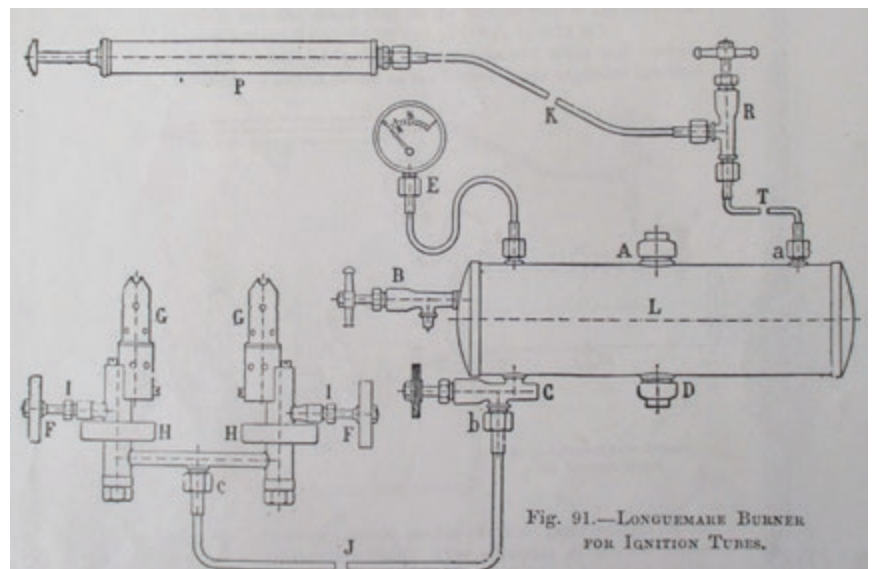 P
K
R
E
T
A
a
B
L
G
G
I
I
C
D
F
H
H
F
b
c
J
Fig. 91.—Longuemare Burner
for Ignition Tubes.